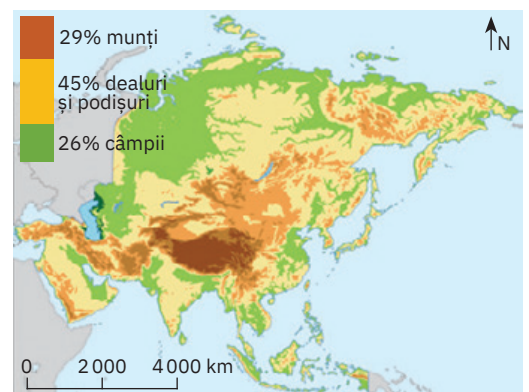 29% munți
45% dealuri
și podișuri
26% câmpii
N
0 2 000 4 000 km